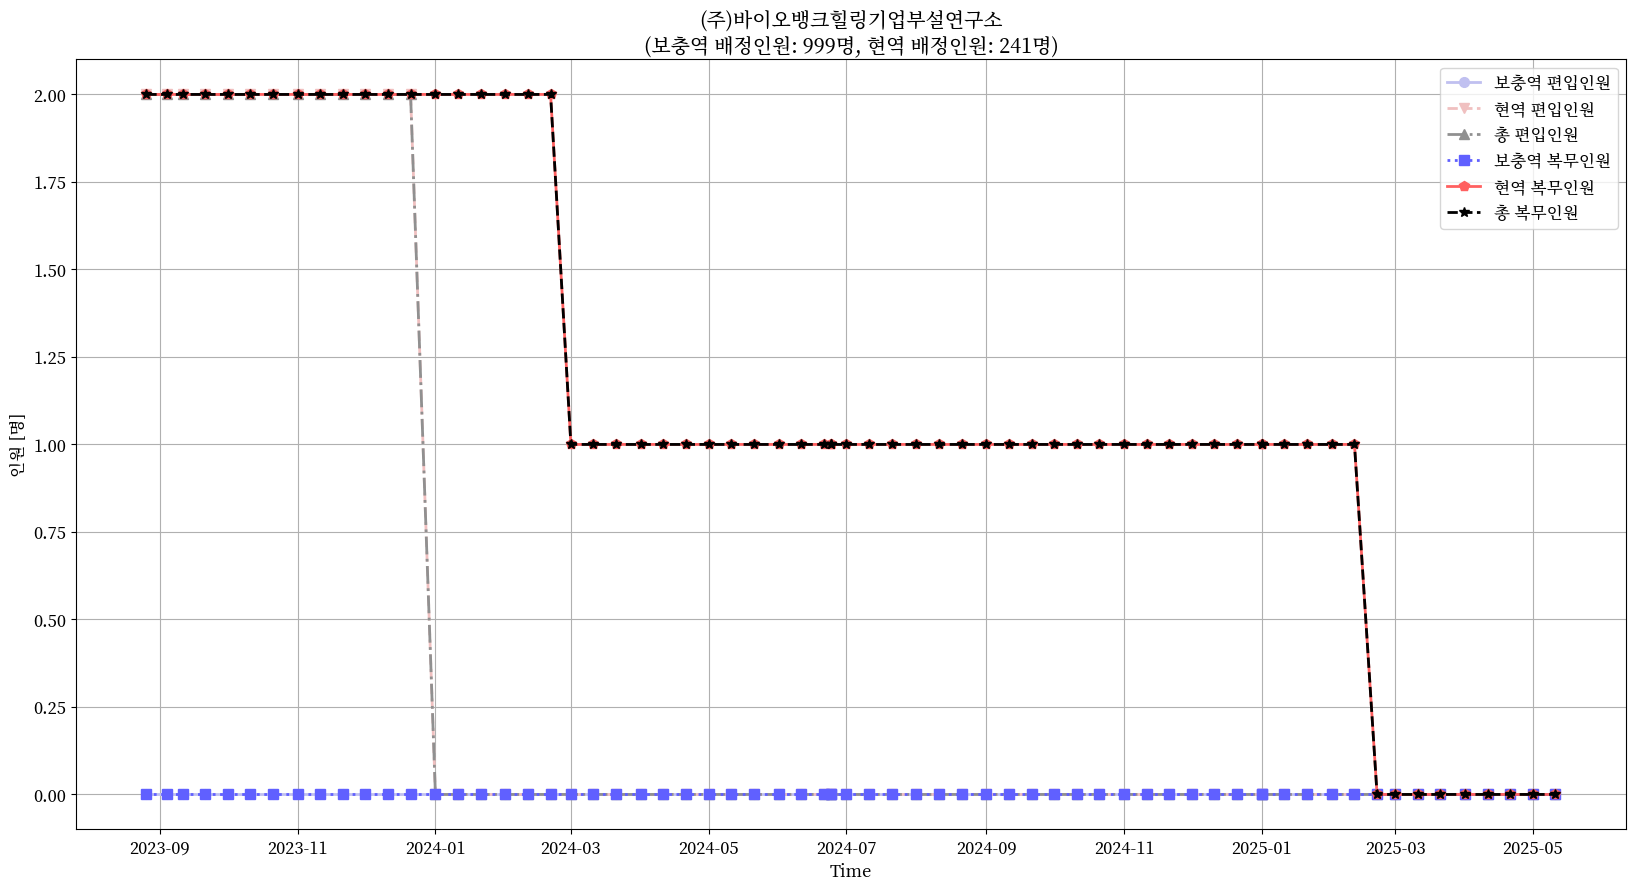 (주)바이오뱅크힐링기업부설연구소
(보충역 배정인원: 999명, 현역 배정인원: 241명)
보충역 편입인원
현역 편입인원
총 편입인원
보충역 복무인원
현역 복무인원
총 복무인원
인원 [명]
2.00
1.75
1.50
1.25
1.00
0.75
0.50
0.25
0.00
2023-09
2023-11
2024-01
2024-03
2024-05
2024-07
2024-09
2024-11
2025-01
2025-03
2025-05
Time